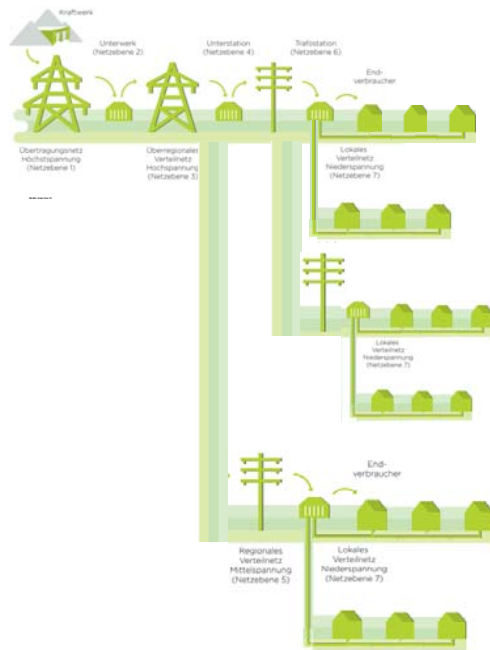 Kraftwerk
Unterwerk
(Netzebene 2)
Unterstation
(Netzebene 4)
Trafostation
(Netzebene 6)
End-
verbraucher
Übertragungsnetz
Höchstspannung
(Netzebene 1)
Überregionales
Verteilnetz
Hochspannung
(Netzebene 3)
Lokales
Verteilnetz
Niederspannung
(Netzebene 7)
Lokales
Verteilnetz
Niederspannung
(Netzebene 7)
End-
verbraucher
Regionales
Verteilnetz
Mittelspannung
(Netzebene 5)
Lokales
Verteilnetz
Niederspannung
(Netzebene 7)